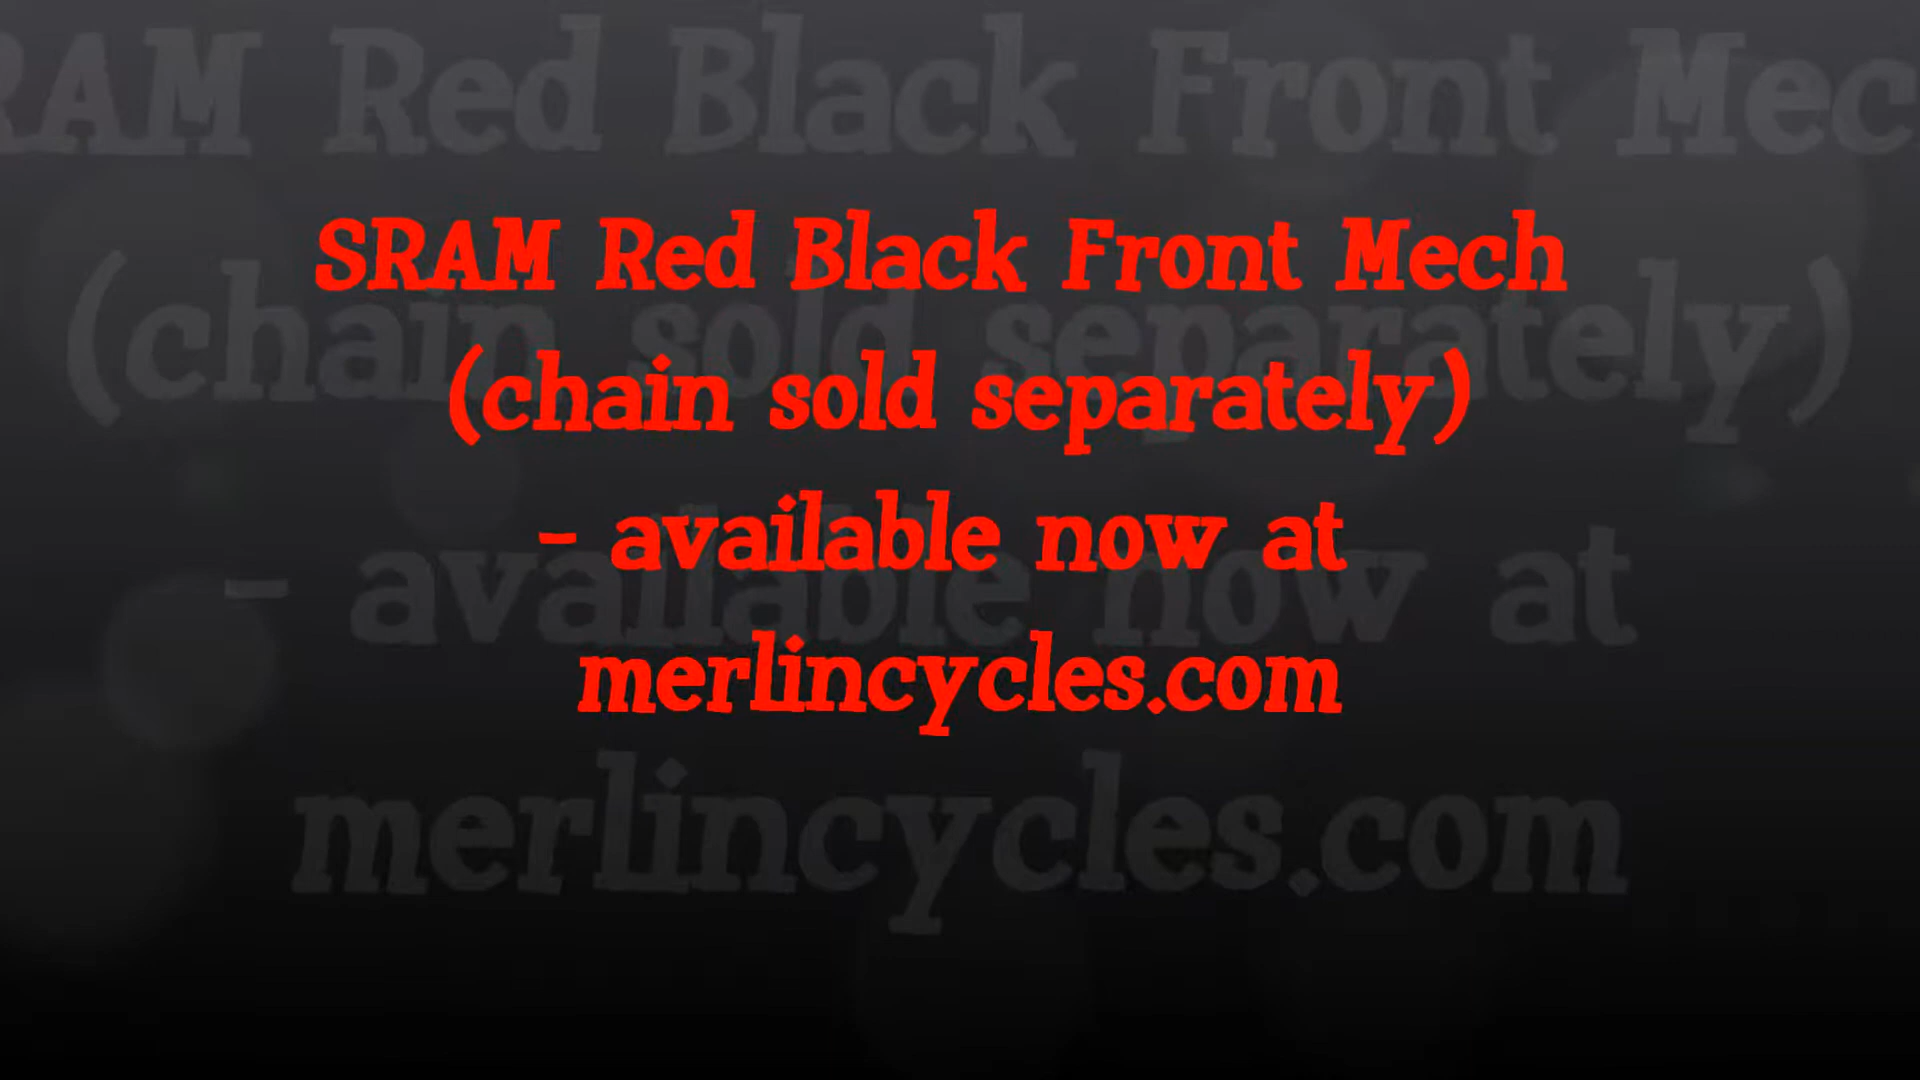 SRAM Red Black Front Mech
(chain sold separately)
- available now at
merlincycles.com